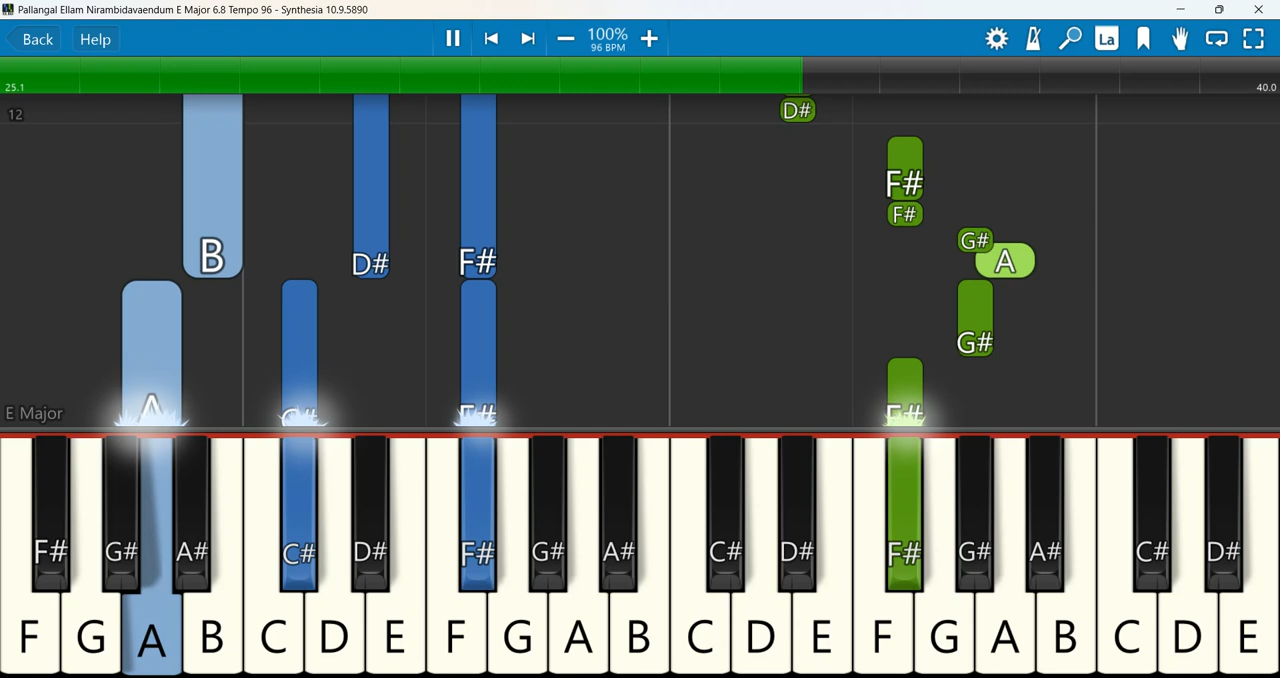 Pallangal Ellam Nirambidavaendum E Major 6.8 Tempo 96 - Synthesia 10.9.5890
Back Help 100% La
96 BPM
25.1 40.0
12 D#
F#
F#
G#
A
B D# F#
G#
E Major A C# F# F#
F# G# A# C# D# F# G# A# C# D# F# G# A# C# D#
F G A B C D E F G A B C D E F G A B C D E